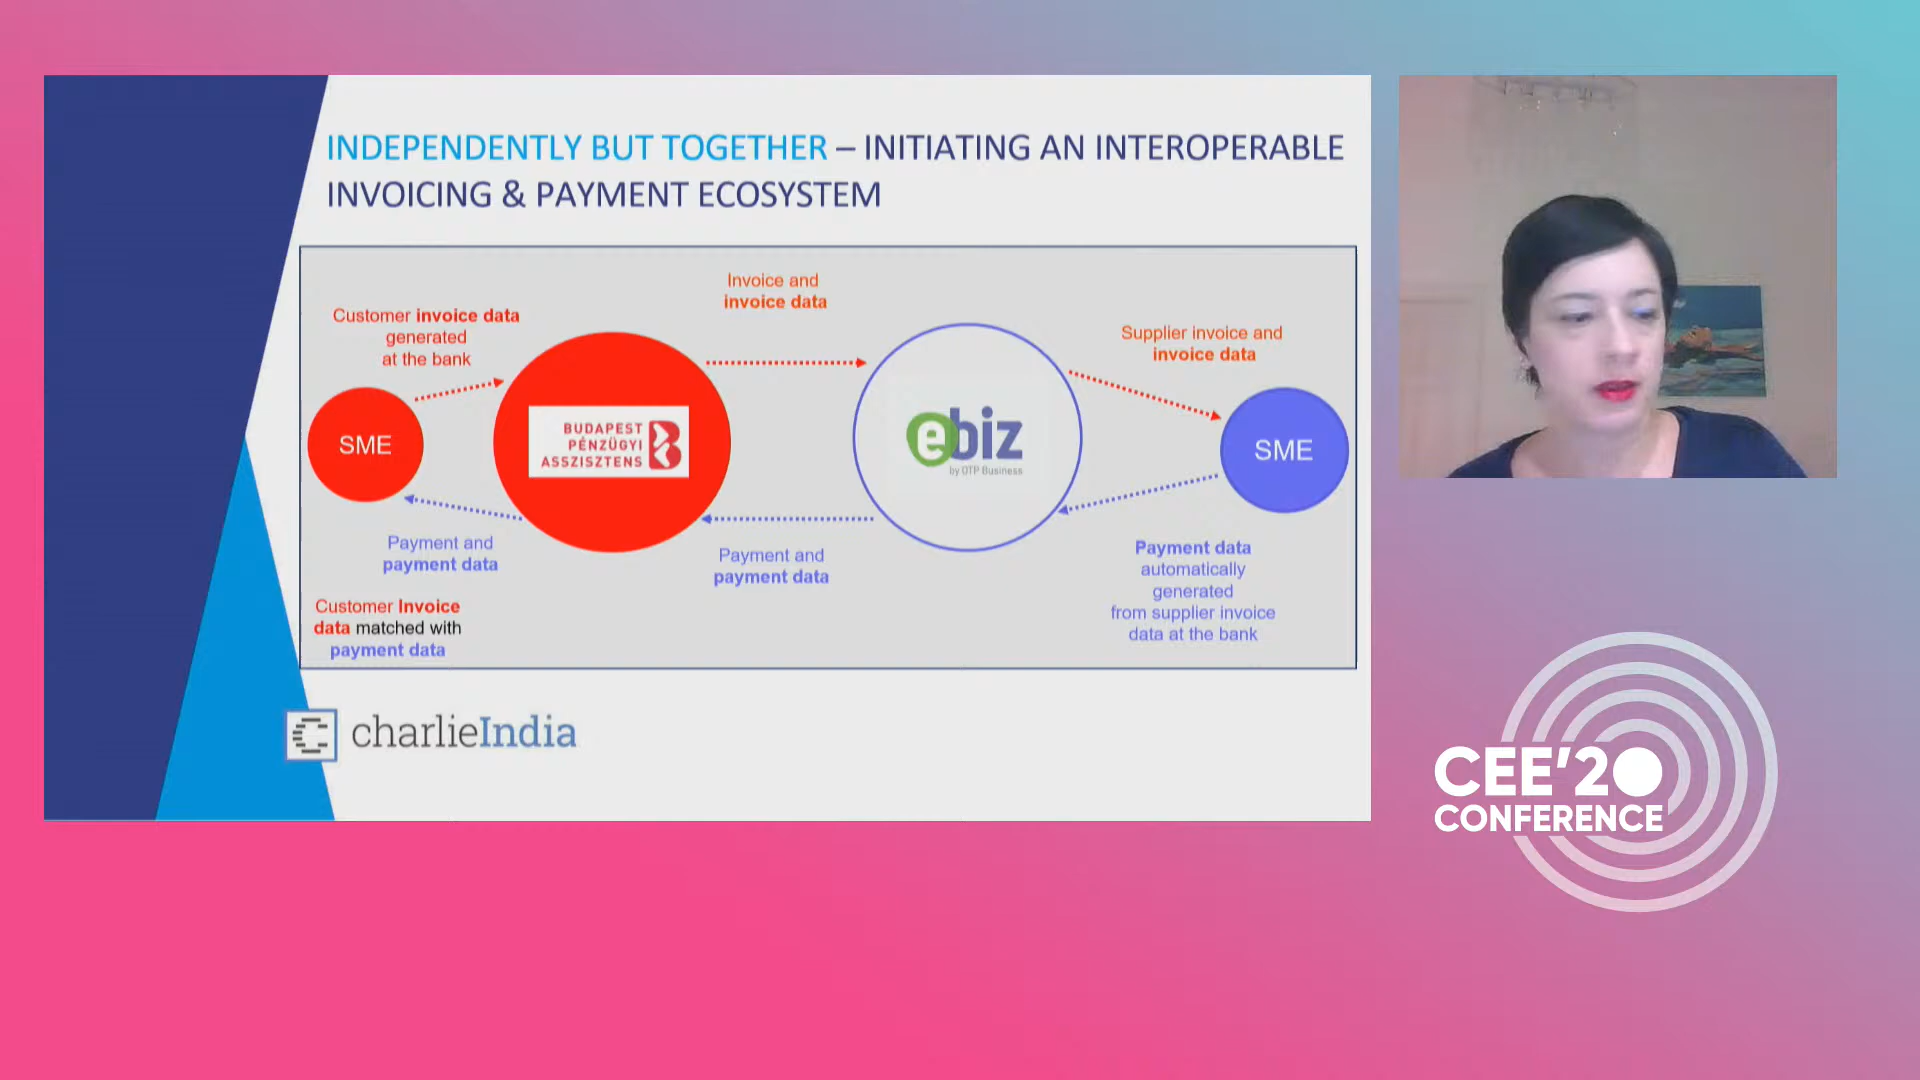 INDEPENDENTLY BUT TOGETHER – INITIATING AN INTEROPERABLE
INVOICING & PAYMENT ECOSYSTEM
Invoice and
invoice data
Customer invoice data
generated
at the bank
Supplier invoice and
invoice data
SME
BUDAPEST
PÉNZÜGYI
ASSZISZTENS
ebiz
by OTP Business
SME
Payment and
payment data
Payment and
payment data
Payment data
automatically
generated
from supplier invoice
data at the bank
Customer Invoice
data matched with
payment data
charlieIndia
CEE'20
CONFERENCE